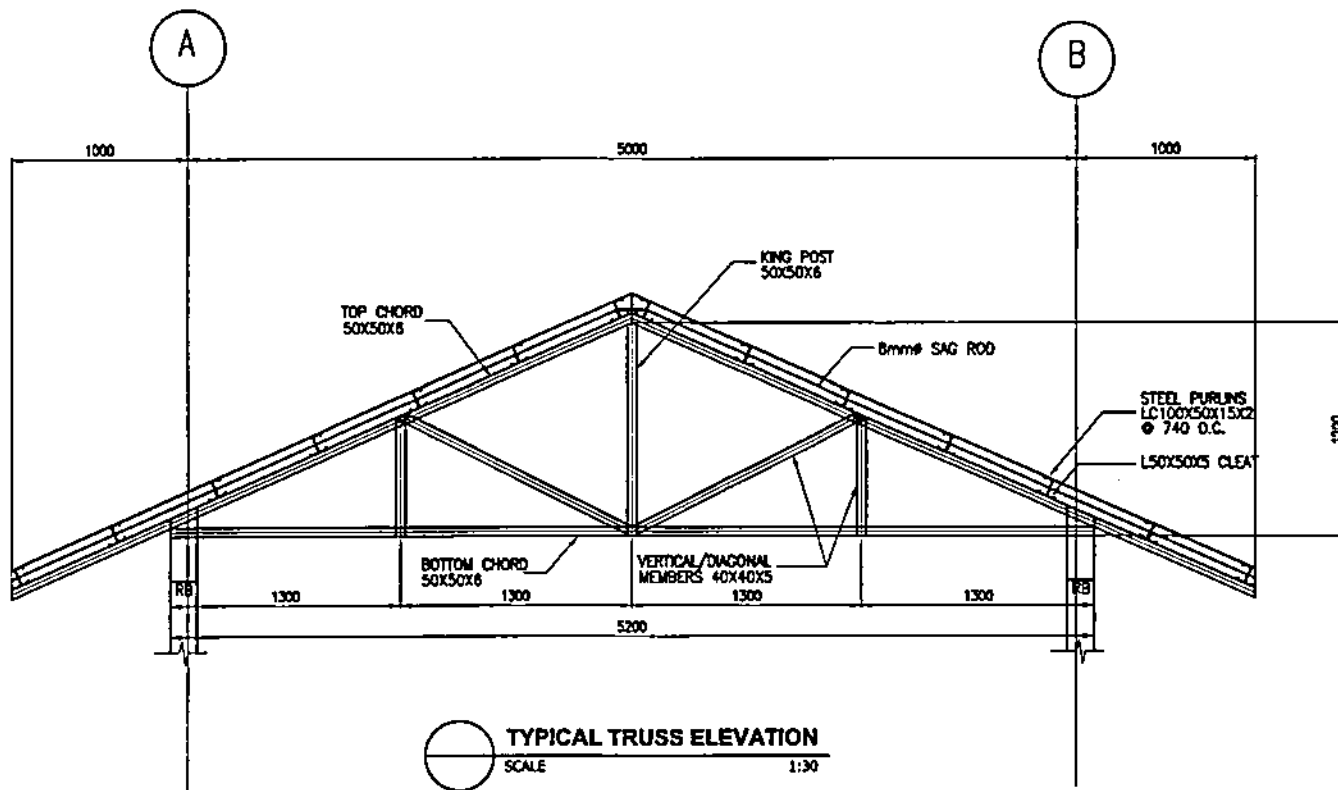 A
B
1000
5000
1000
KING POST
50X50X6
TOP CHORD
50X50X6
8mmø SAG ROD
STEEL PURLINS
LC100X50X15X2
@ 740 O.C.
L50X50X5 CLEAT
BOTTOM CHORD
50X50X6
VERTICAL/DIAGONAL
MEMBERS 40X40X5
RB
RB
1300
1300
1300
1300
5200
TYPICAL TRUSS ELEVATION
SCALE
1:30